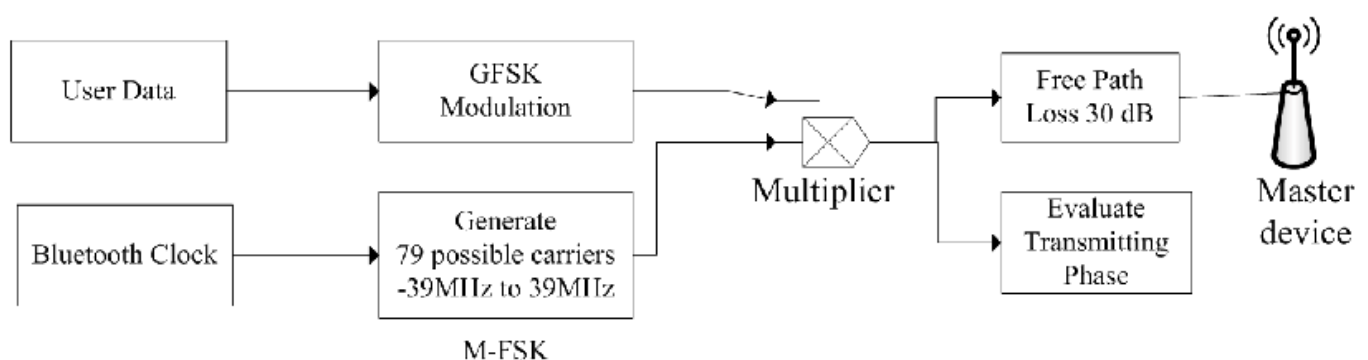 User Data
GFSK
Modulation
Free Path
Loss 30 dB
Multiplier
Master
device
Bluetooth Clock
Generate
79 possible carriers
-39MHz to 39MHz
Evaluate
Transmitting
Phase
M-FSK